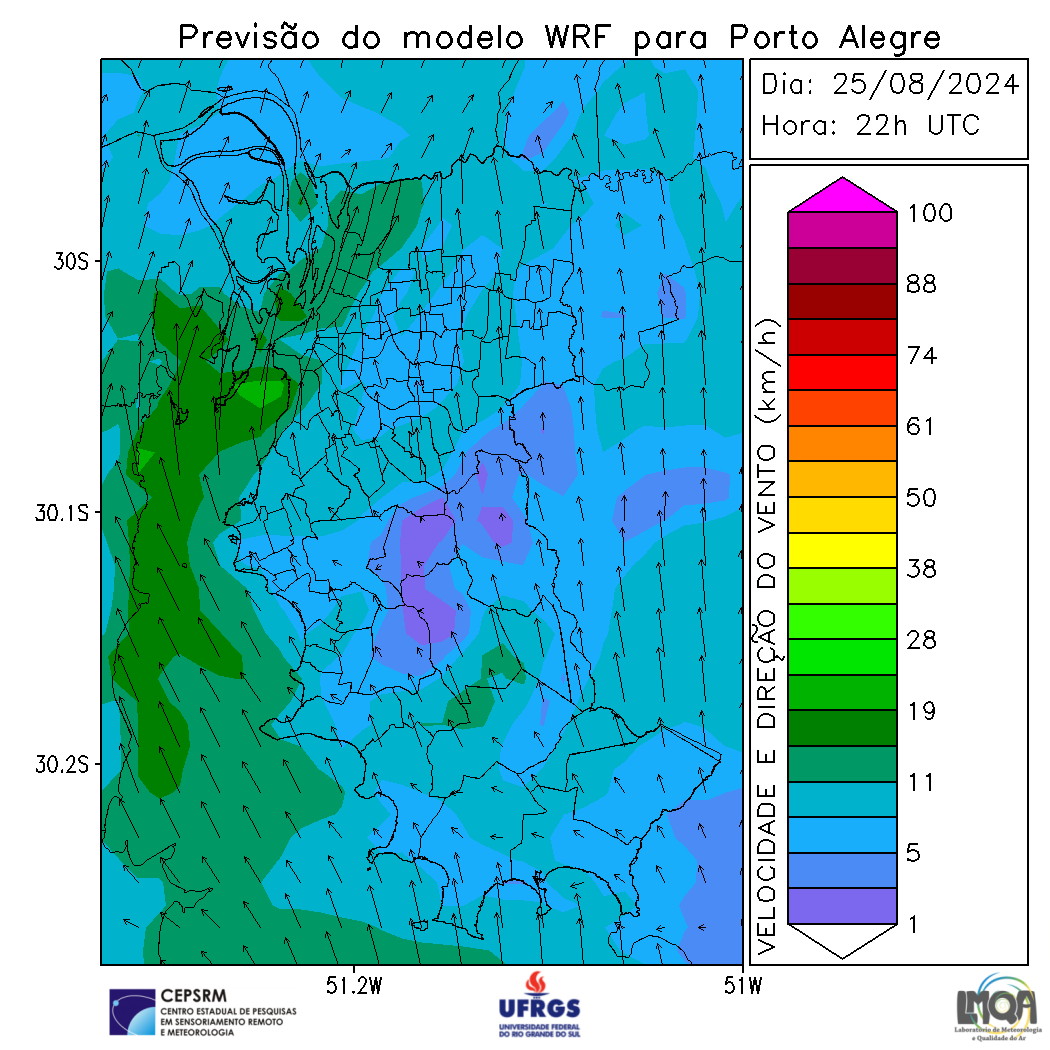 Previsão do modelo WRF para Porto Alegre
Dia: 25/08/2024
Hora: 22h UTC
30S
30.1S
30.2S
51.2W
51W
VELOCIDADE E DIREÇÃO DO VENTO (km/h)
100
88
74
61
50
38
28
19
11
5
1
CEPSRM
CENTRO ESTADUAL DE PESQUISAS
EM SENSORIAMENTO REMOTO
E METEOROLOGIA
UFRGS
UNIVERSIDADE FEDERAL
DO RIO GRANDE DO SUL
LMQA
Laboratório de Meteorologia
e Qualidade do Ar